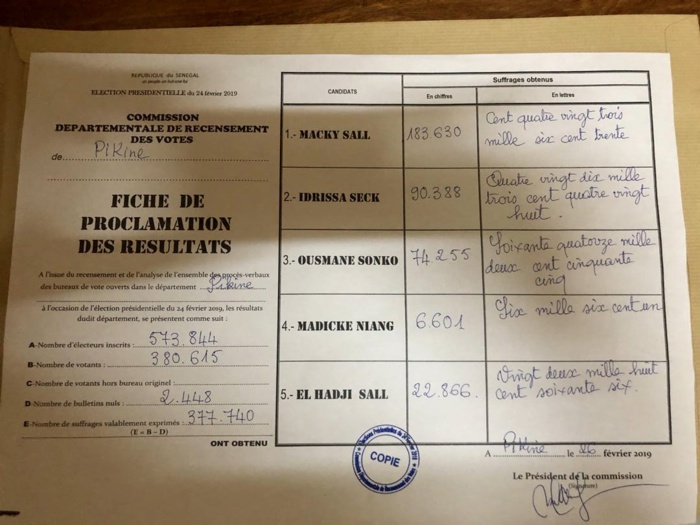 REPUBLIQUE du SENEGAL
ELECTION PRESIDENTIELLE du 24 février 2019
COMMISSION
DEPARTEMENTALE DE RECENSEMENT
DES VOTES
de Pikine
FICHE DE
PROCLAMATION
DES RESULTATS
A l'issue du recensement et de l'analyse de l'ensemble des procès-verbaux
des bureaux de vote ouverts dans le département Pikine
à l'occasion de l'élection présidentielle du 24 février 2019, les résultats
dudit département, se présentent comme suit :
A-Nombre d'électeurs inscrits : 573.844
B-Nombre de votants : 380.615
C-Nombre de votants hors bureau originel :
D-Nombre de bulletins nuls : 2.448
E-Nombre de suffrages valablement exprimés : 377.740
(E = B - D)
ONT OBTENU
CANDIDATS
Suffrages obtenus
En chiffres
En lettres
1.- MACKY SALL
183.630
Cent quatre vingt trois
mille six cent trente
2.- IDRISSA SECK
90.388
Quatre vingt dix mille
trois cent quatre vingt
huit.
3.- OUSMANE SONKO
74 255
Soixante quatorze mille
deux cent cinquante
cinq
4.- MADICKE NIANG
6.601
Six mille six cent un
5.- EL HADJI SALL
22.866.
Vingt deux mille huit
cent soixante six.
COPIE
A Pikine le 26 février 2019
Le Président de la commission
(Signature)